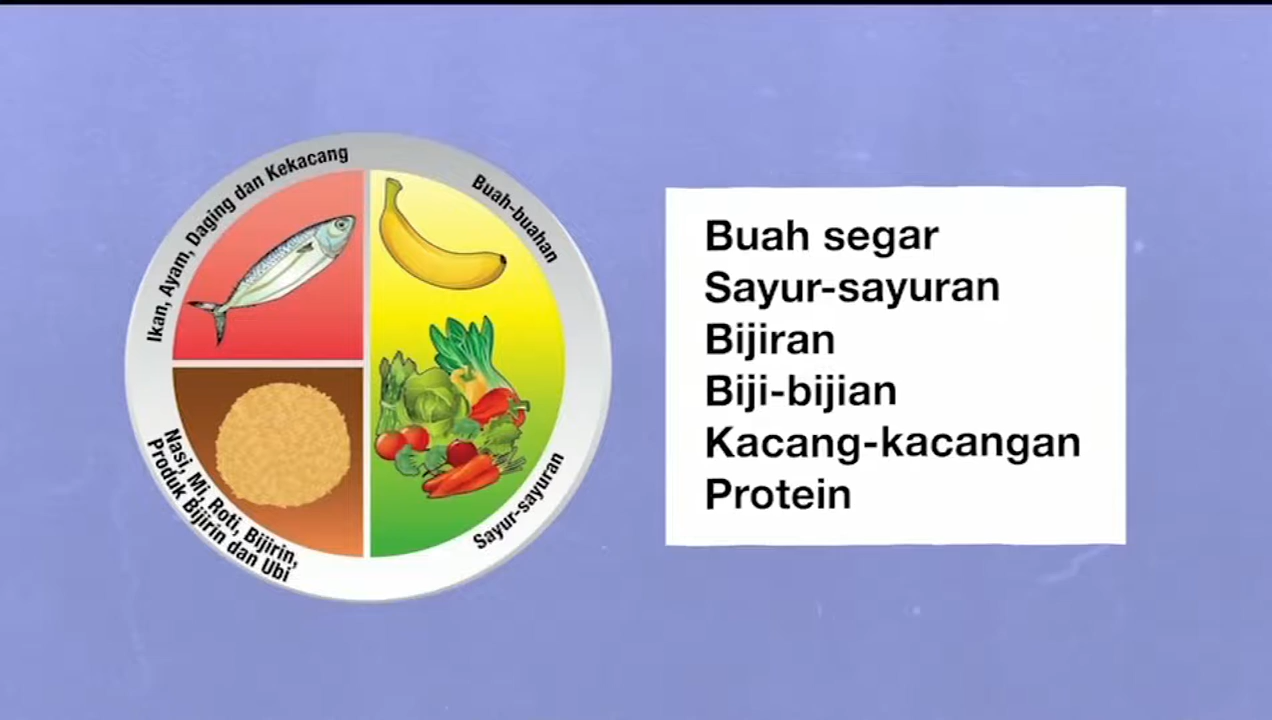 Ikan, Ayam, Daging dan Kekacang
Buah-buahan
Nasi, Mi, Roti, Bijirin,
Produk Bijirin dan Ubi
Sayur-sayuran
Buah segar
Sayur-sayuran
Bijiran
Biji-bijian
Kacang-kacangan
Protein